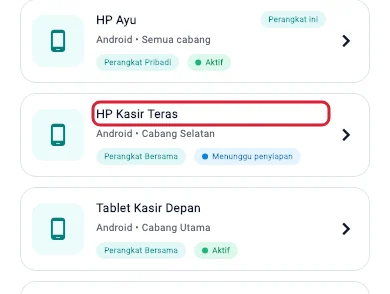 HP Ayu
Perangkat ini
Android • Semua cabang
Perangkat Pribadi
Aktif
HP Kasir Teras
Android • Cabang Selatan
Perangkat Bersama
Menunggu penyiapan
Tablet Kasir Depan
Android • Cabang Utama
Perangkat Bersama
Aktif